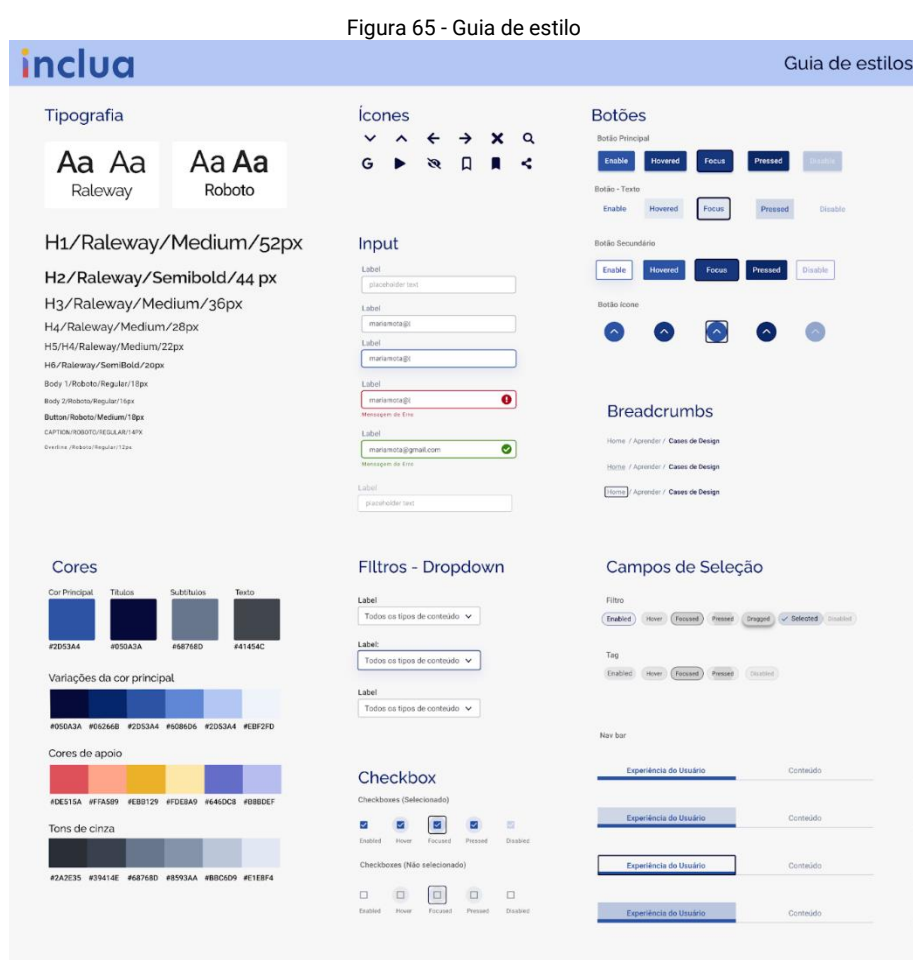 Figura 65 - Guia de estilo
inclua
Guia de estilos
Tipografia
Aa Aa
Raleway
Aa Aa
Roboto
H1/Raleway/Medium/52px
H2/Raleway/Semibold/44 px
H3/Raleway/Medium/36px
H4/Raleway/Medium/28px
H5/H4/Raleway/Medium/22px
H6/Raleway/SemiBold/20px
Body 1/Roboto/Regular/18px
Body 2/Roboto/Regular/16px
Button/Roboto/Medium/18px
CAPTION/ROBOTO/REGULAR/14PX
Overline /Roboto/Regular/12px
Ícones
Input
Label
placeholder text
Label
mariamota@|
Label
mariamota@|
Label
mariamota@|
Mensagem de Erro
Label
mariamota@gmail.com
Mensagem de Erro
Label
placeholder text
Botões
Botão Principal
Enable Hovered Focus Pressed Disable
Botão - Texto
Enable Hovered Focus Pressed Disable
Botão Secundário
Enable Hovered Focus Pressed Disable
Botão ícone
Breadcrumbs
Home / Aprender / Cases de Design
Home / Aprender / Cases de Design
Home / Aprender / Cases de Design
Cores
Cor Principal Títulos Subtítulos Texto
#2D53A4 #050A3A #68768D #41454C
Variações da cor principal
#050A3A #06266B #2D53A4 #6086D6 #2D53A4 #EBF2FD
Cores de apoio
#DE515A #FFA589 #EBB129 #FDE8A9 #646DC8 #B8BDEF
Tons de cinza
#2A2E35 #39414E #68768D #8593AA #BBC6D9 #E1E8F4
FIltros - Dropdown
Label
Todos os tipos de conteúdo
Label:
Todos os tipos de conteúdo
Label
Todos os tipos de conteúdo
Checkbox
Checkboxes (Selecionado)
Enabled Hover Focused Pressed Disabled
Checkboxes (Não selecionado)
Enabled Hover Focused Pressed Disabled
Campos de Seleção
Filtro
Enabled Hover Focused Pressed Dragged Selected Disabled
Tag
Enabled Hover Focused Pressed Disabled
Nav bar
Experiência do Usuário Conteúdo
Experiência do Usuário Conteúdo
Experiência do Usuário Conteúdo
Experiência do Usuário Conteúdo